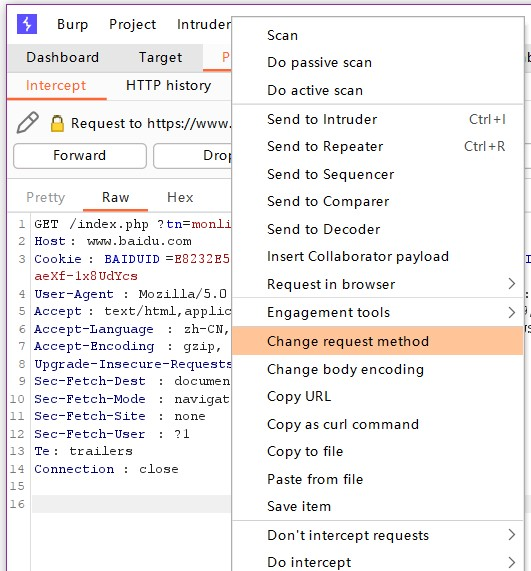 Burp Project Intruder
Dashboard Target P
Intercept HTTP history
Request to https://www.
Forward Drop
Pretty Raw Hex
1 GET /index.php ?tn=monli
2 Host : www.baidu.com
3 Cookie : BAIDUID =E8232E5
aeXf-1x8UdYcs
4 User-Agent : Mozilla/5.0
5 Accept : text/html,applic
6 Accept-Language : zh-CN,
7 Accept-Encoding : gzip,
8 Upgrade-Insecure-Requests
9 Sec-Fetch-Dest : documen
10 Sec-Fetch-Mode : navigat
11 Sec-Fetch-Site : none
12 Sec-Fetch-User : ?1
13 Te : trailers
14 Connection : close
15
16
Scan
Do passive scan
Do active scan
Send to Intruder Ctrl+I
Send to Repeater Ctrl+R
Send to Sequencer
Send to Comparer
Send to Decoder
Insert Collaborator payload
Request in browser
Engagement tools
Change request method
Change body encoding
Copy URL
Copy as curl command
Copy to file
Paste from file
Save item
Don't intercept requests
Do intercept